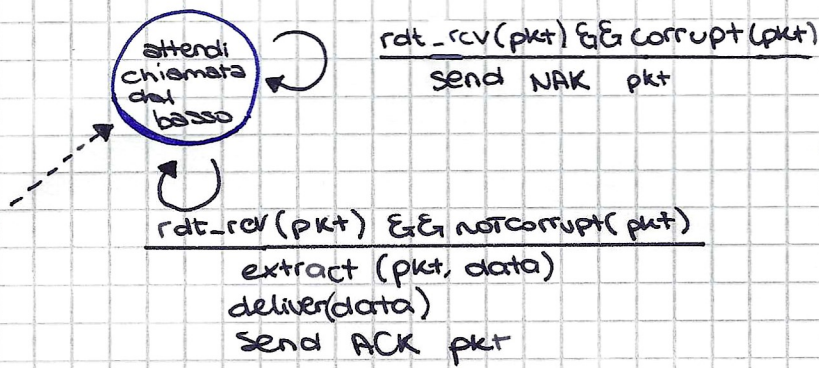 attendi
chiamata
dal
basso
rdt_rcv(pkt) && corrupt(pkt)
send NAK pkt
rdt_rcv(pkt) && notcorrupt(pkt)
extract (pkt, data)
deliver(data)
Send ACK pkt